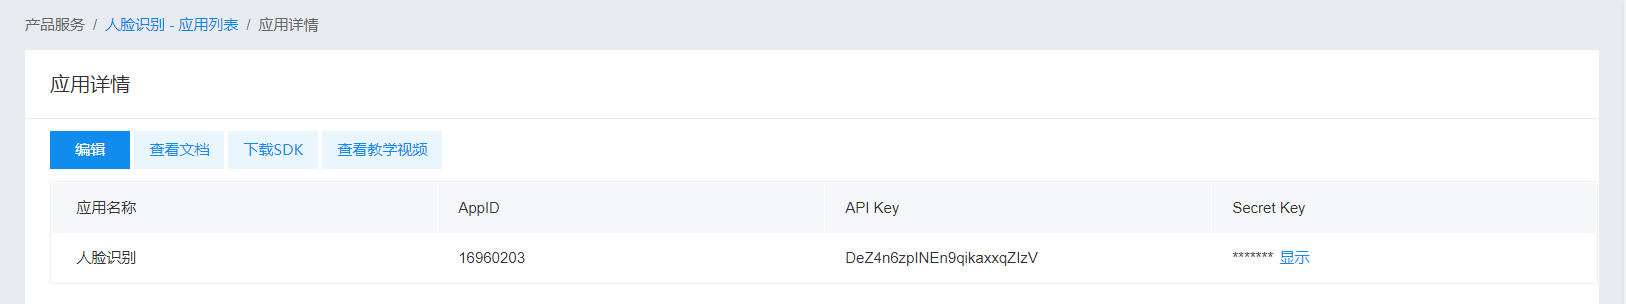 产品服务 / 人脸识别 - 应用列表 / 应用详情
应用详情
编辑 查看文档 下载SDK 查看教学视频
应用名称 AppID API Key Secret Key
人脸识别 16960203 DeZ4n6zpINEn9qikaxxqZIzV ******* 显示